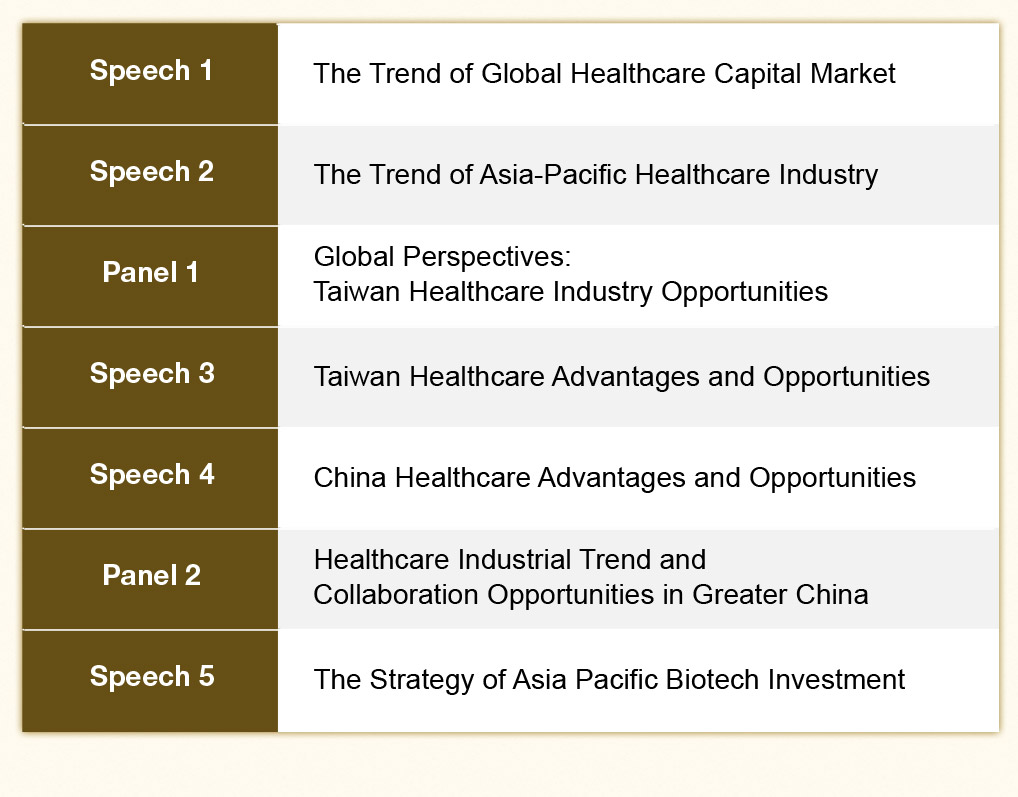 Speech 1
The Trend of Global Healthcare Capital Market
Speech 2
The Trend of Asia-Pacific Healthcare Industry
Panel 1
Global Perspectives:
Taiwan Healthcare Industry Opportunities
Speech 3
Taiwan Healthcare Advantages and Opportunities
Speech 4
China Healthcare Advantages and Opportunities
Panel 2
Healthcare Industrial Trend and
Collaboration Opportunities in Greater China
Speech 5
The Strategy of Asia Pacific Biotech Investment